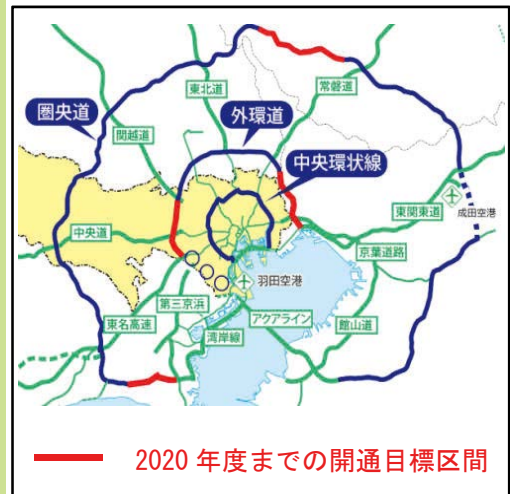 東北道
常磐道
圏央道
外環道
関越道
中央環状線
東関東道
成田空港
中央道
京葉道路
羽田空港
第三京浜
アクアライン
東名高速
館山道
湾岸線
2020 年度までの開通目標区間